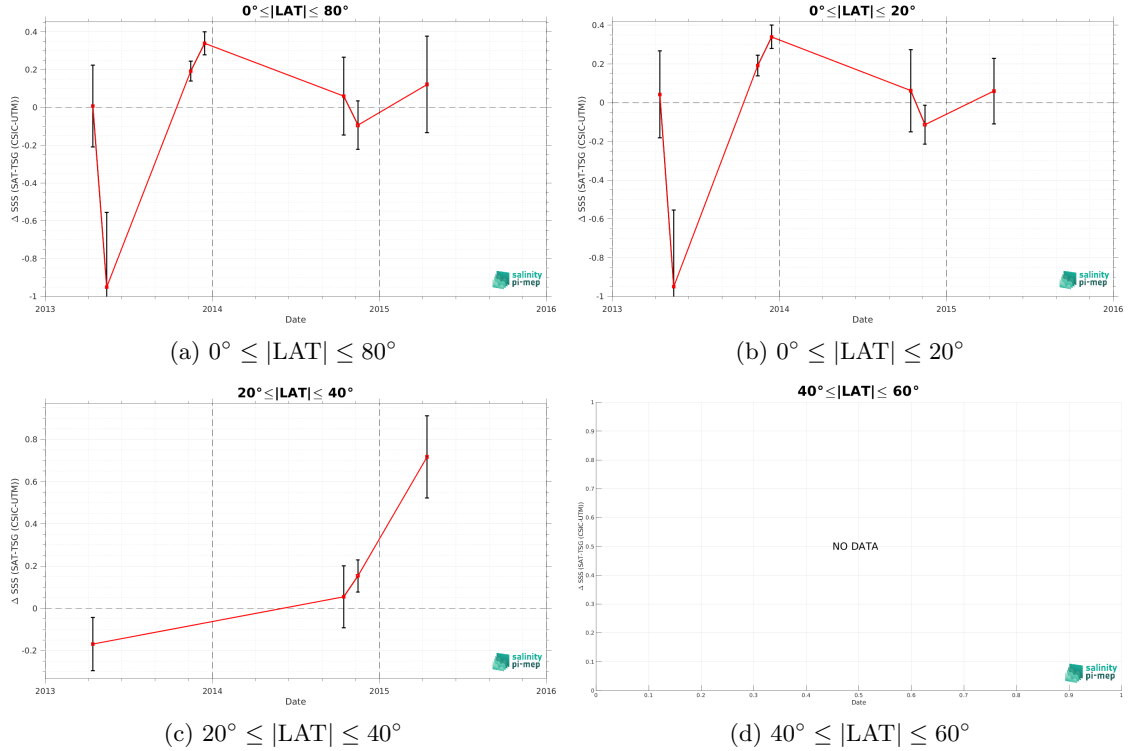 0°≤|LAT|≤ 80°
Δ SSS (SAT-TSG (CSIC-UTM))
0.4
0.2
0
-0.2
-0.4
-0.6
-0.8
-1
2013
2014
2015
2016
Date
salinity
pi-mep
(a) 0° ≤ |LAT| ≤ 80°
0°≤|LAT|≤ 20°
Δ SSS (SAT-TSG (CSIC-UTM))
0.4
0.2
0
-0.2
-0.4
-0.6
-0.8
-1
2013
2014
2015
2016
Date
salinity
pi-mep
(b) 0° ≤ |LAT| ≤ 20°
20°≤|LAT|≤ 40°
Δ SSS (SAT-TSG (CSIC-UTM))
0.8
0.6
0.4
0.2
0
-0.2
2013
2014
2015
2016
Date
salinity
pi-mep
(c) 20° ≤ |LAT| ≤ 40°
40°≤|LAT|≤ 60°
Δ SSS (SAT-TSG (CSIC-UTM))
1
0.9
0.8
0.7
0.6
0.5
0.4
0.3
0.2
0.1
0
NO DATA
0
0.1
0.2
0.3
0.4
0.5
0.6
0.7
0.8
0.9
1
Date
salinity
pi-mep
(d) 40° ≤ |LAT| ≤ 60°